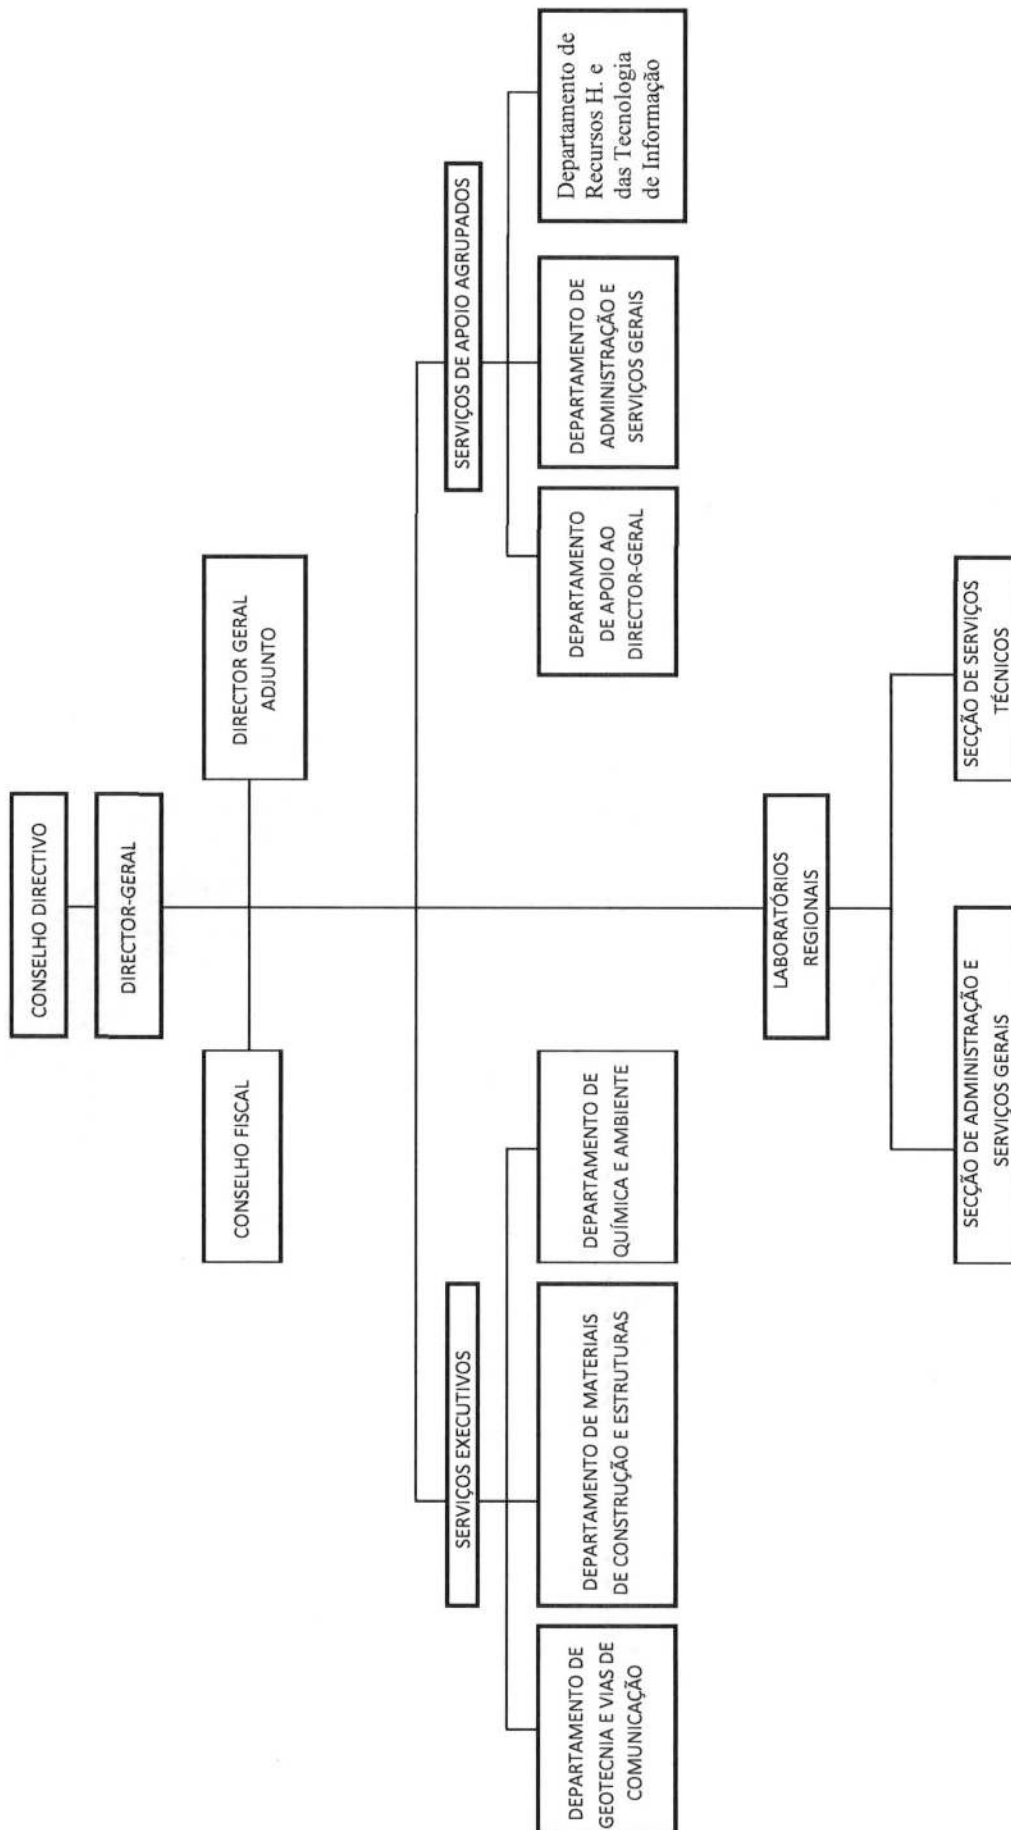 CONSELHO DIRECTIVO
DIRECTOR-GERAL
CONSELHO FISCAL
DIRECTOR GERAL
ADJUNTO
SERVIÇOS EXECUTIVOS
SERVIÇOS DE APOIO AGRUPADOS
DEPARTAMENTO DE
GEOTECNIA E VIAS DE
COMUNICAÇÃO
DEPARTAMENTO DE MATERIAIS
DE CONSTRUÇÃO E ESTRUTURAS
DEPARTAMENTO DE
QUÍMICA E AMBIENTE
DEPARTAMENTO
DE APOIO AO
DIRECTOR-GERAL
DEPARTAMENTO DE
ADMINISTRAÇÃO E
SERVIÇOS GERAIS
Departamento de
Recursos H. e
das Tecnologia
de Informação
LABORATÓRIOS
REGIONAIS
SECÇÃO DE ADMINISTRAÇÃO E
SERVIÇOS GERAIS
SECÇÃO DE SERVIÇOS
TÉCNICOS